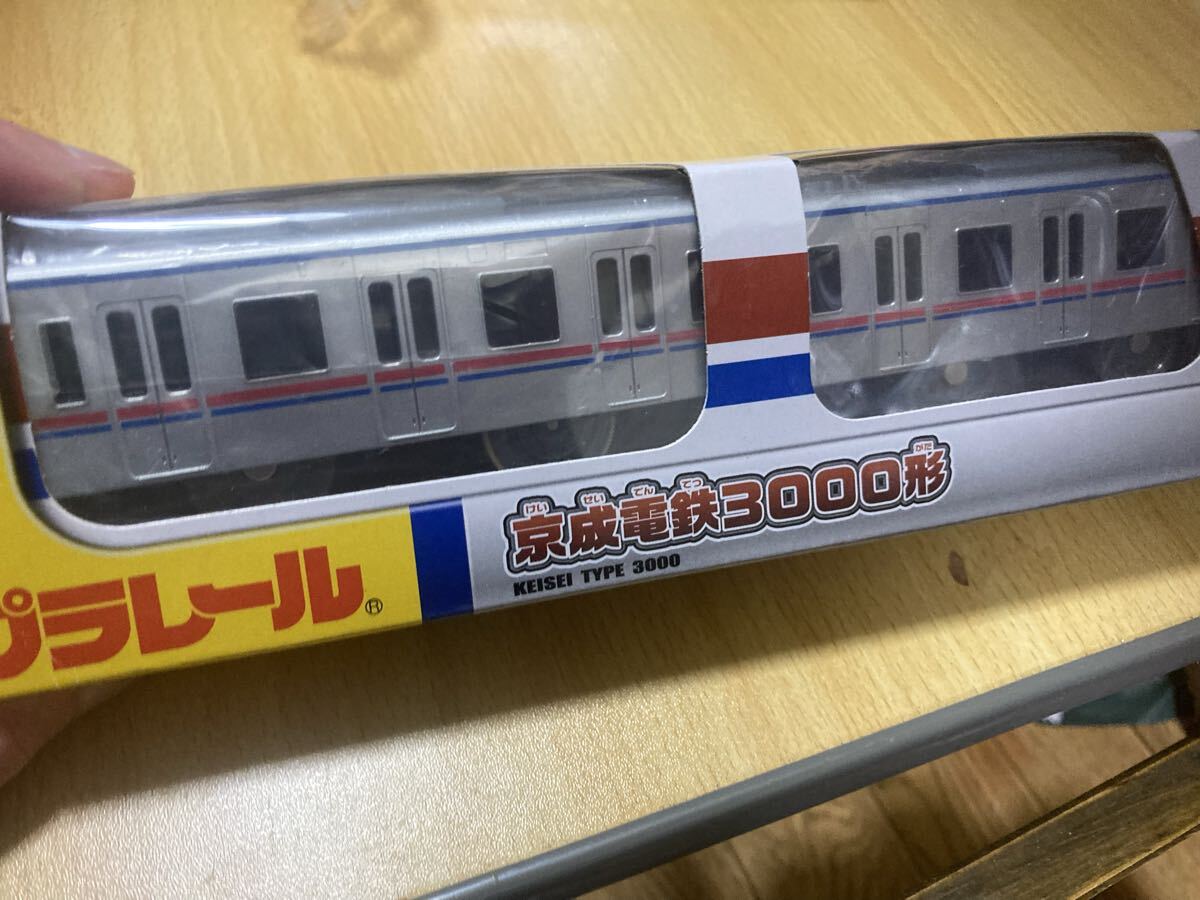 プラレール®
けい せい でん てつ がた
京成電鉄3000形
KEISEI TYPE 3000